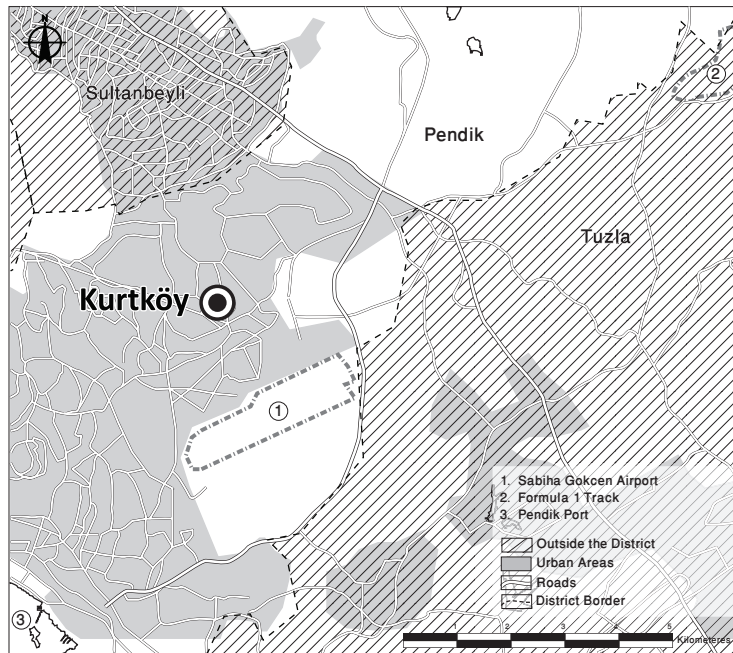 N
Sultanbeyli
Pendik
2
Tuzla
Kurtköy
1
1. Sabiha Gokcen Airport
2. Formula 1 Track
3. Pendik Port
Outside the District
Urban Areas
Roads
District Border
3
1 2 3 4 5
Kilometeres